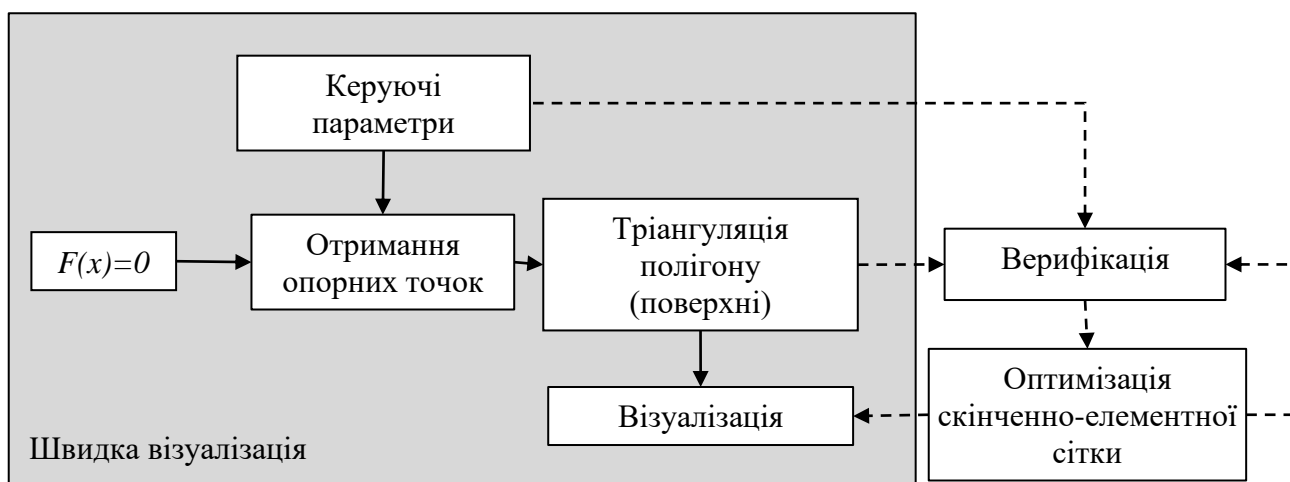 Керуючі
параметри
F(x)=0
Отримання
опорних точок
Тріангуляція
полігону
(поверхні)
Верифікація
Візуалізація
Оптимізація
скінченно-елементної
сітки
Швидка візуалізація